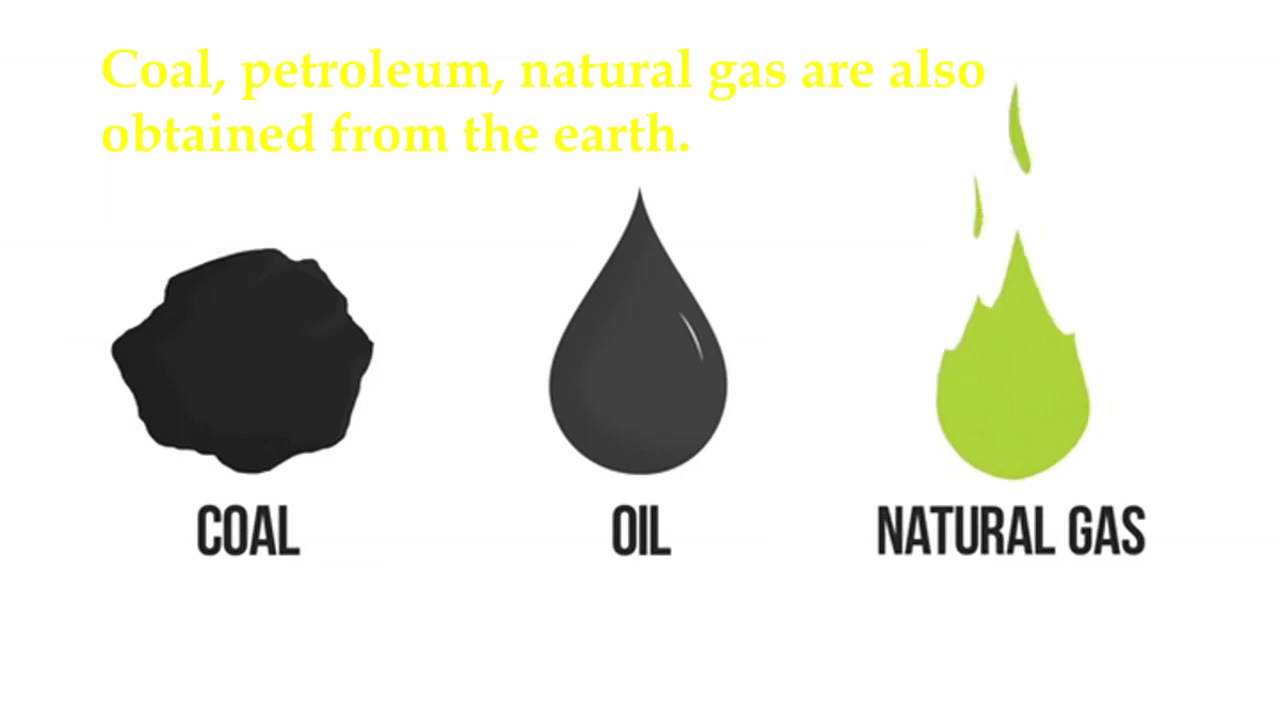 Coal, petroleum, natural gas are also
obtained from the earth.
COAL
OIL
NATURAL GAS